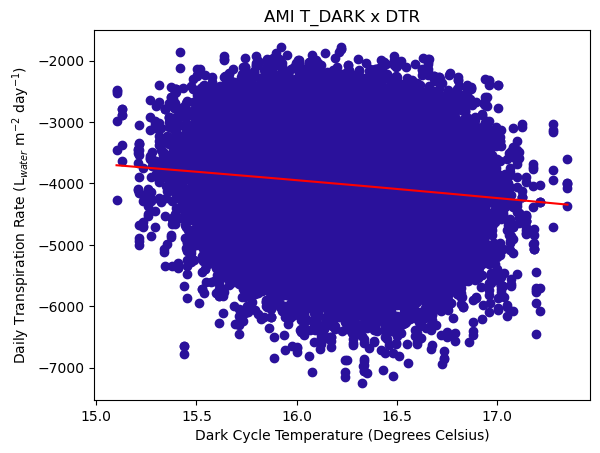 AMI T_DARK x DTR
Daily Transpiration Rate (L_water m⁻² day⁻¹)
−2000
−3000
−4000
−5000
−6000
−7000
15.0 15.5 16.0 16.5 17.0
Dark Cycle Temperature (Degrees Celsius)